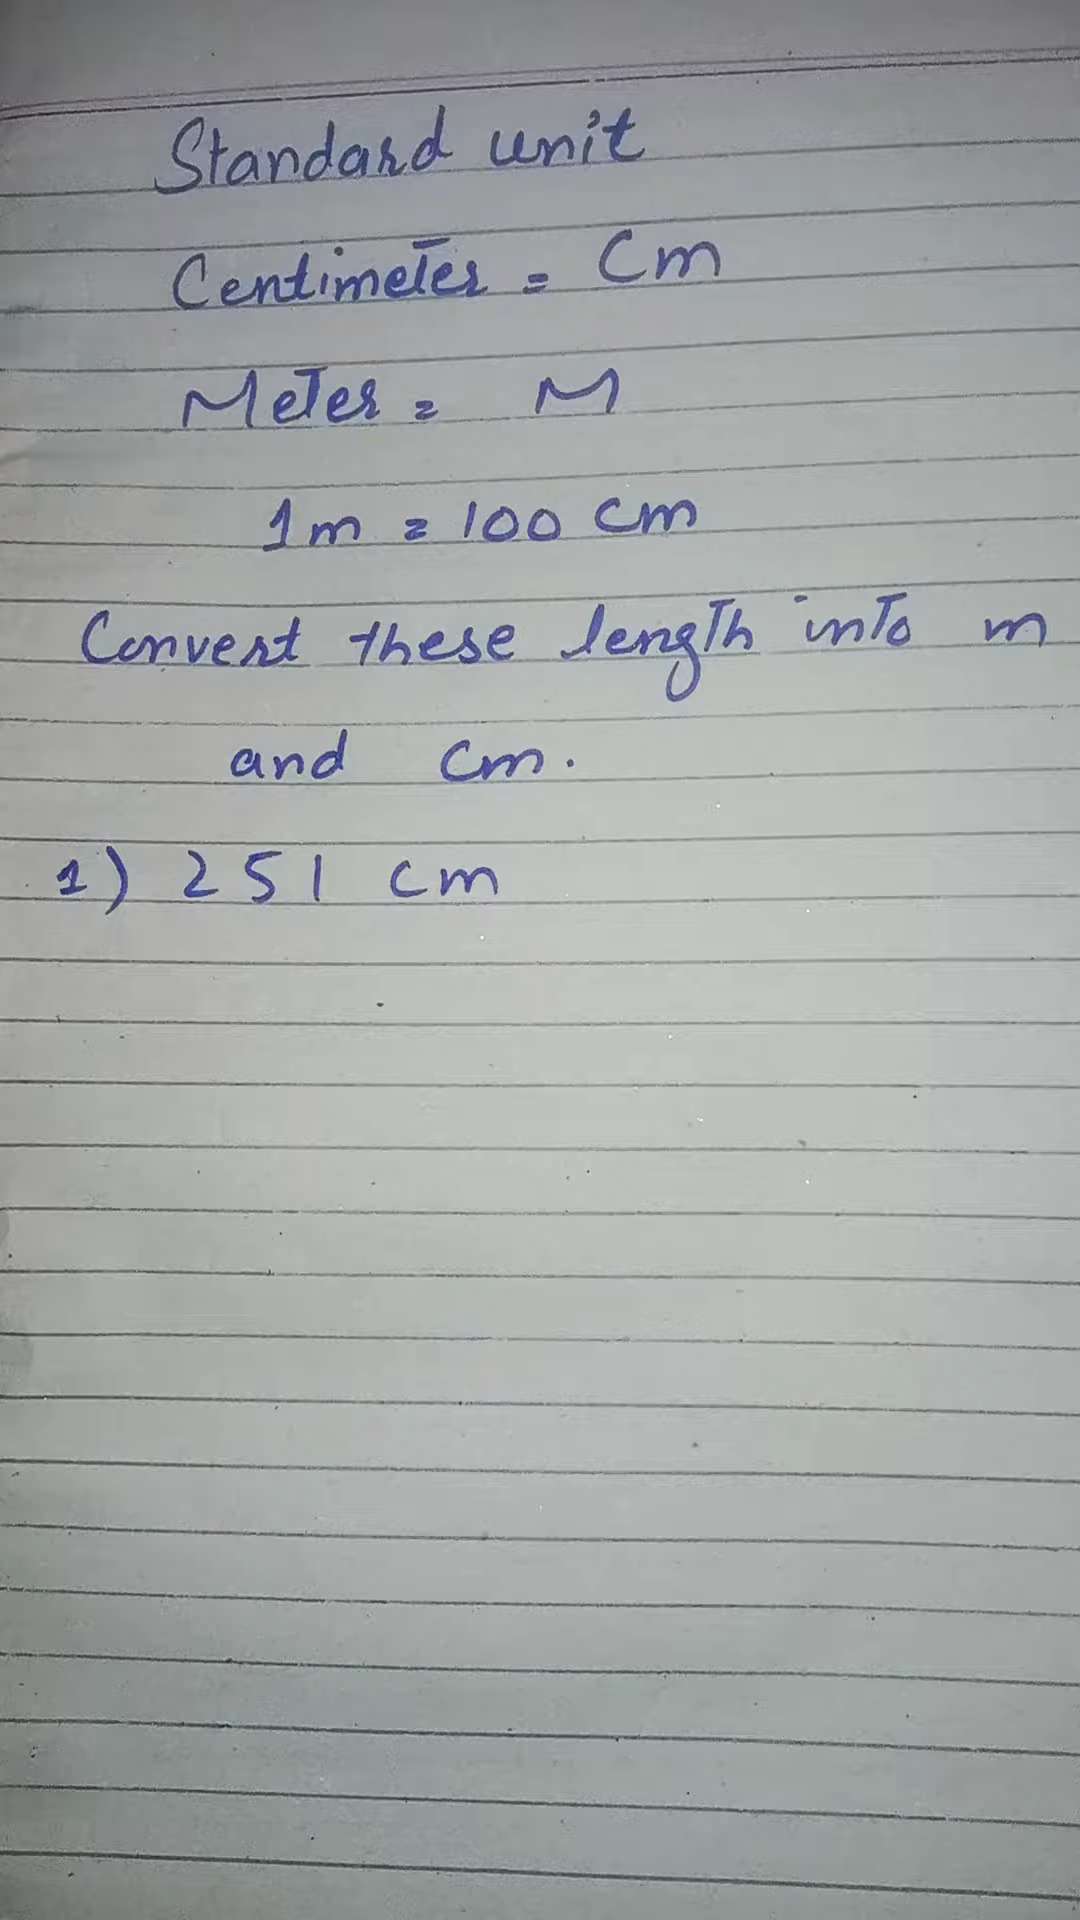 Standard unit
Centimeter = Cm
Meter = M
1m = 100 cm
Convert these length into m
and cm.
1) 251 cm